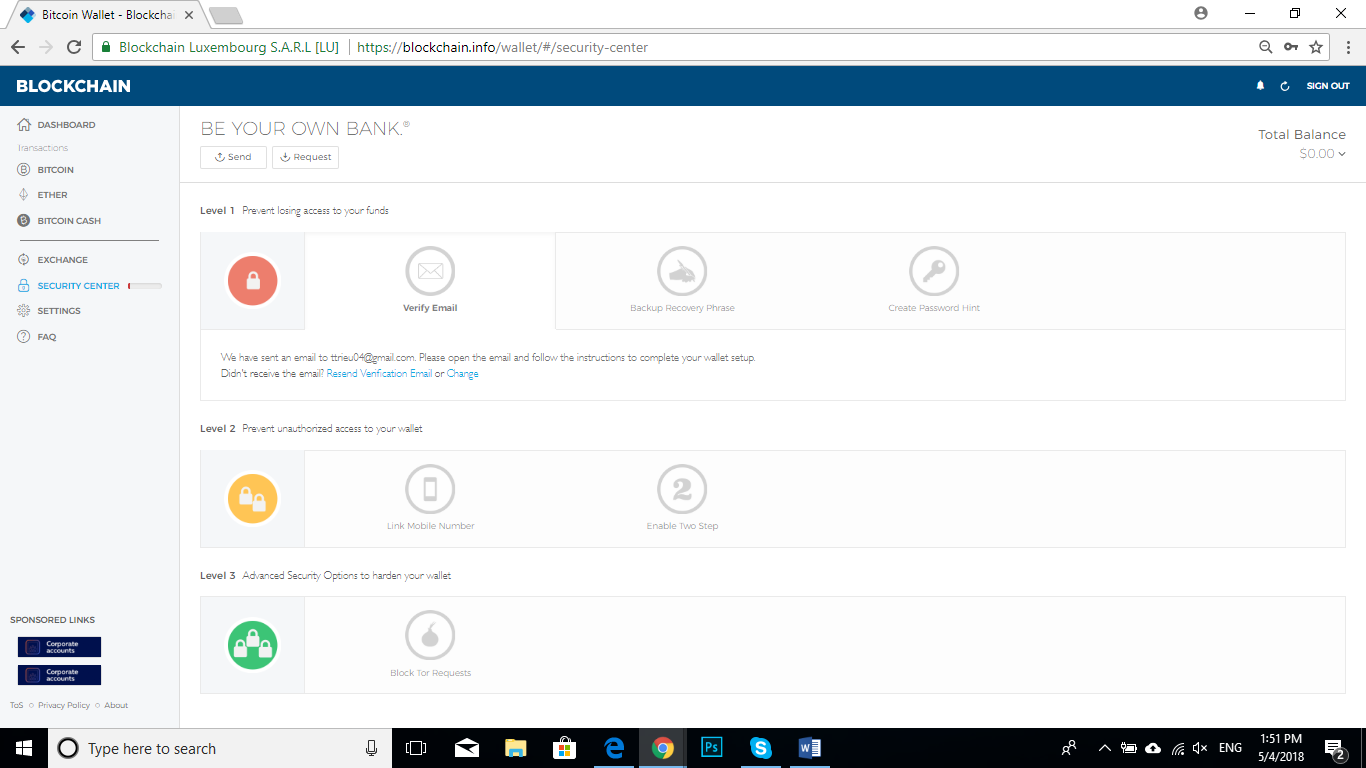 Bitcoin Wallet - Blockchai
Blockchain Luxembourg S.A.R.L [LU]
https://blockchain.info/wallet/#/security-center
BLOCKCHAIN
SIGN OUT
DASHBOARD
Transactions
BITCOIN
ETHER
BITCOIN CASH
EXCHANGE
SECURITY CENTER
SETTINGS
FAQ
SPONSORED LINKS
Corporate
accounts
Corporate
accounts
ToS
Privacy Policy
About
BE YOUR OWN BANK.®
Send
Request
Total Balance
$0.00
Level 1 Prevent losing access to your funds
Verify Email
Backup Recovery Phrase
Create Password Hint
We have sent an email to ttrieu04@gmail.com. Please open the email and follow the instructions to complete your wallet setup.
Didn't receive the email? Resend Verification Email or Change
Level 2 Prevent unauthorized access to your wallet
Link Mobile Number
2
Enable Two Step
Level 3 Advanced Security Options to harden your wallet
Block Tor Requests
Type here to search
Ps
ENG
1:51 PM
5/4/2018
2